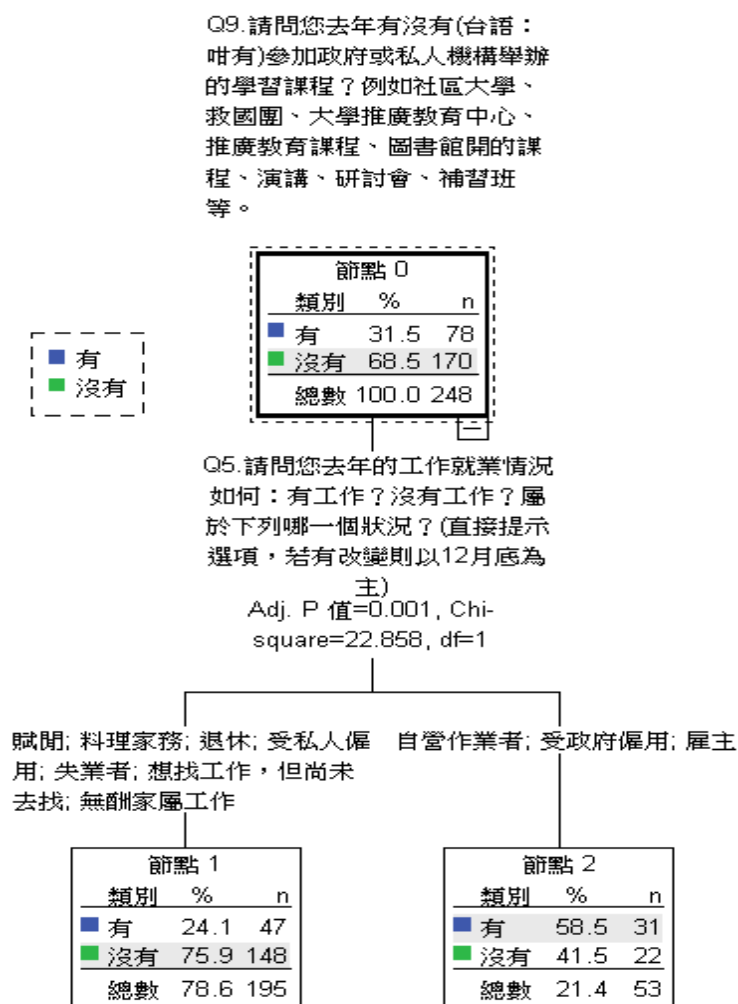 Q9.請問您去年有沒有(台語：
咁有)參加政府或私人機構舉辦
的學習課程？例如社區大學、
救國團、大學推廣教育中心、
推廣教育課程、圖書館開的課
程、演講、研討會、補習班
等。
節點 0
類別 % n
有 31.5 78
沒有 68.5 170
總數 100.0 248
有
沒有
Q5.請問您去年的工作就業情況
如何：有工作？沒有工作？屬
於下列哪一個狀況？(直接提示
選項，若有改變則以12月底為
主)
Adj. P 值=0.001, Chi-
square=22.858, df=1
賦閒; 料理家務; 退休; 受私人僱
用; 失業者; 想找工作，但尚未
去找; 無酬家屬工作
自營作業者; 受政府僱用; 雇主
節點 1
類別 % n
有 24.1 47
沒有 75.9 148
總數 78.6 195
節點 2
類別 % n
有 58.5 31
沒有 41.5 22
總數 21.4 53